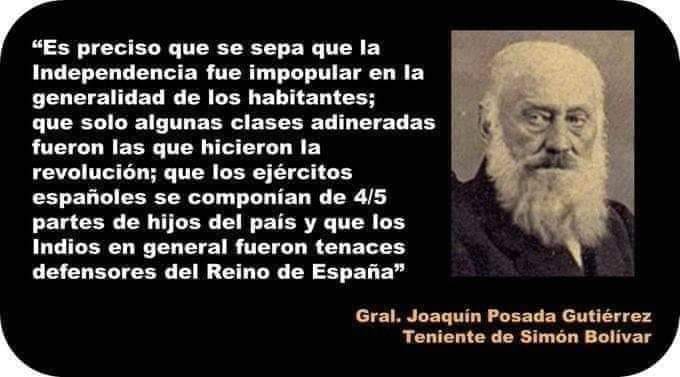 “Es preciso que se sepa que la
Independencia fue impopular en la
generalidad de los habitantes;
que solo algunas clases adineradas
fueron las que hicieron la
revolución; que los ejércitos
españoles se componían de 4/5
partes de hijos del país y que los
Indios en general fueron tenaces
defensores del Reino de España”
Gral. Joaquín Posada Gutiérrez
Teniente de Simón Bolívar